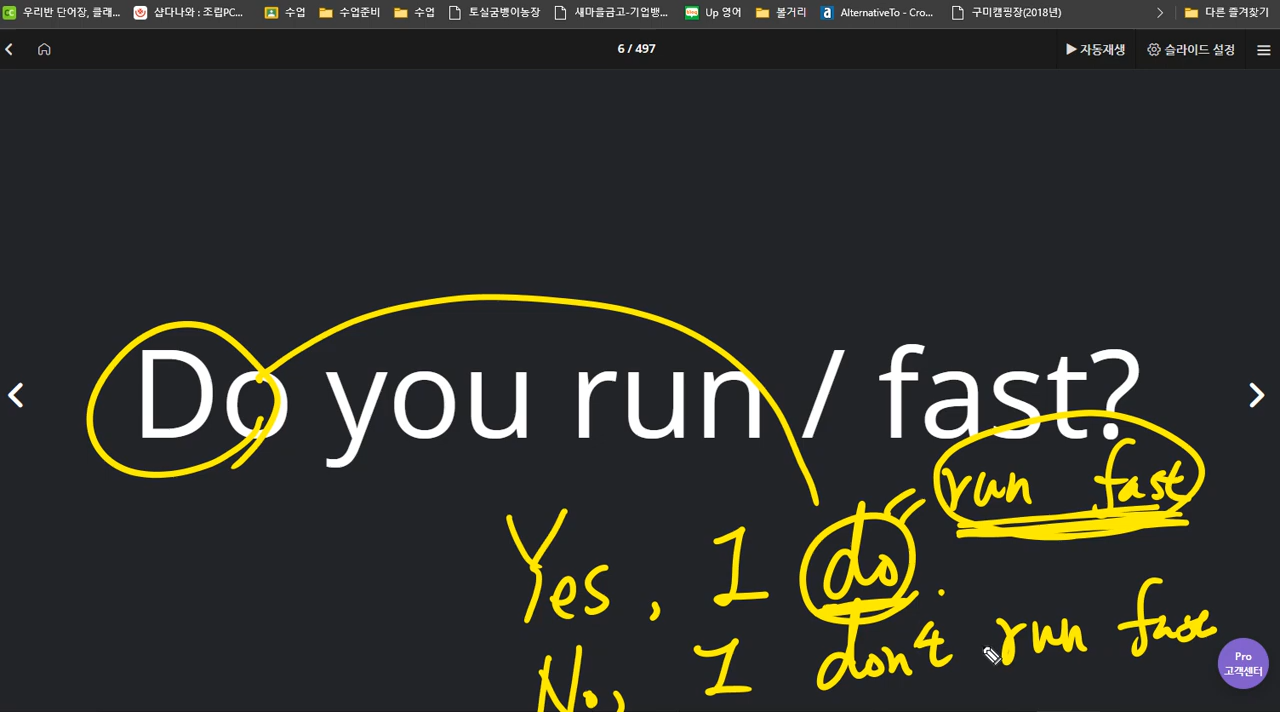 우리반 단어장, 클래... 샵다나와 : 조립PC... 수업 수업준비 수업 토실굼벵이농장 새마을금고-기업뱅... Up 영어 볼거리 AlternativeTo - Cro... 구미캠핑장(2018년) 다른 즐겨찾기
6 / 497 자동재생 슬라이드 설정
Do you run / fast?
run fast
Yes, I do.
No, I don't run fast
Pro
고객센터